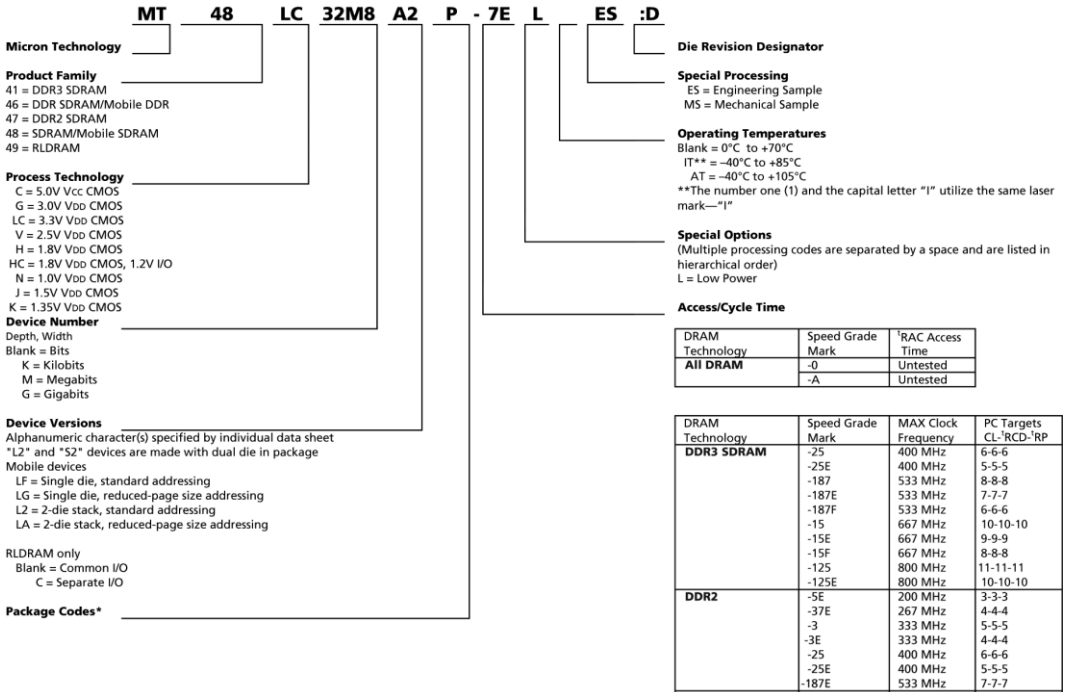 MT 48 LC 32M8 A2 P - 7E L ES :D
Micron Technology
Product Family
41 = DDR3 SDRAM
46 = DDR SDRAM/Mobile DDR
47 = DDR2 SDRAM
48 = SDRAM/Mobile SDRAM
49 = RLDRAM
Process Technology
C = 5.0V Vcc CMOS
G = 3.0V VDD CMOS
LC = 3.3V VDD CMOS
V = 2.5V VDD CMOS
H = 1.8V VDD CMOS
HC = 1.8V VDD CMOS, 1.2V I/O
N = 1.0V VDD CMOS
J = 1.5V VDD CMOS
K = 1.35V VDD CMOS
Device Number
Depth, Width
Blank = Bits
K = Kilobits
M = Megabits
G = Gigabits
Device Versions
Alphanumeric character(s) specified by individual data sheet
"L2" and "S2" devices are made with dual die in package
Mobile devices
LF = Single die, standard addressing
LG = Single die, reduced-page size addressing
L2 = 2-die stack, standard addressing
LA = 2-die stack, reduced-page size addressing
RLDRAM only
Blank = Common I/O
C = Separate I/O
Package Codes*
Die Revision Designator
Special Processing
ES = Engineering Sample
MS = Mechanical Sample
Operating Temperatures
Blank = 0°C to +70°C
IT** = –40°C to +85°C
AT = –40°C to +105°C
**The number one (1) and the capital letter "I" utilize the same laser
mark—"I"
Special Options
(Multiple processing codes are separated by a space and are listed in
hierarchical order)
L = Low Power
Access/Cycle Time
DRAM Technology Speed Grade Mark tRAC Access Time
All DRAM -0 Untested
-A Untested
DRAM Technology Speed Grade Mark MAX Clock Frequency PC Targets CL-tRCD-tRP
DDR3 SDRAM -25 400 MHz 6-6-6
-25E 400 MHz 5-5-5
-187 533 MHz 8-8-8
-187E 533 MHz 7-7-7
-187F 533 MHz 6-6-6
-15 667 MHz 10-10-10
-15E 667 MHz 9-9-9
-15F 667 MHz 8-8-8
-125 800 MHz 11-11-11
-125E 800 MHz 10-10-10
DDR2 -5E 200 MHz 3-3-3
-37E 267 MHz 4-4-4
-3 333 MHz 5-5-5
-3E 333 MHz 4-4-4
-25 400 MHz 6-6-6
-25E 400 MHz 5-5-5
-187E 533 MHz 7-7-7